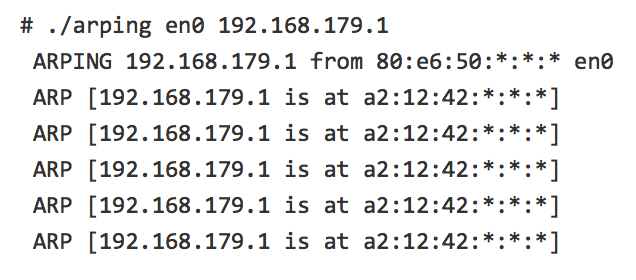 # ./arping en0 192.168.179.1
ARPING 192.168.179.1 from 80:e6:50:*:*:* en0
ARP [192.168.179.1 is at a2:12:42:*:*:*]
ARP [192.168.179.1 is at a2:12:42:*:*:*]
ARP [192.168.179.1 is at a2:12:42:*:*:*]
ARP [192.168.179.1 is at a2:12:42:*:*:*]
ARP [192.168.179.1 is at a2:12:42:*:*:*]